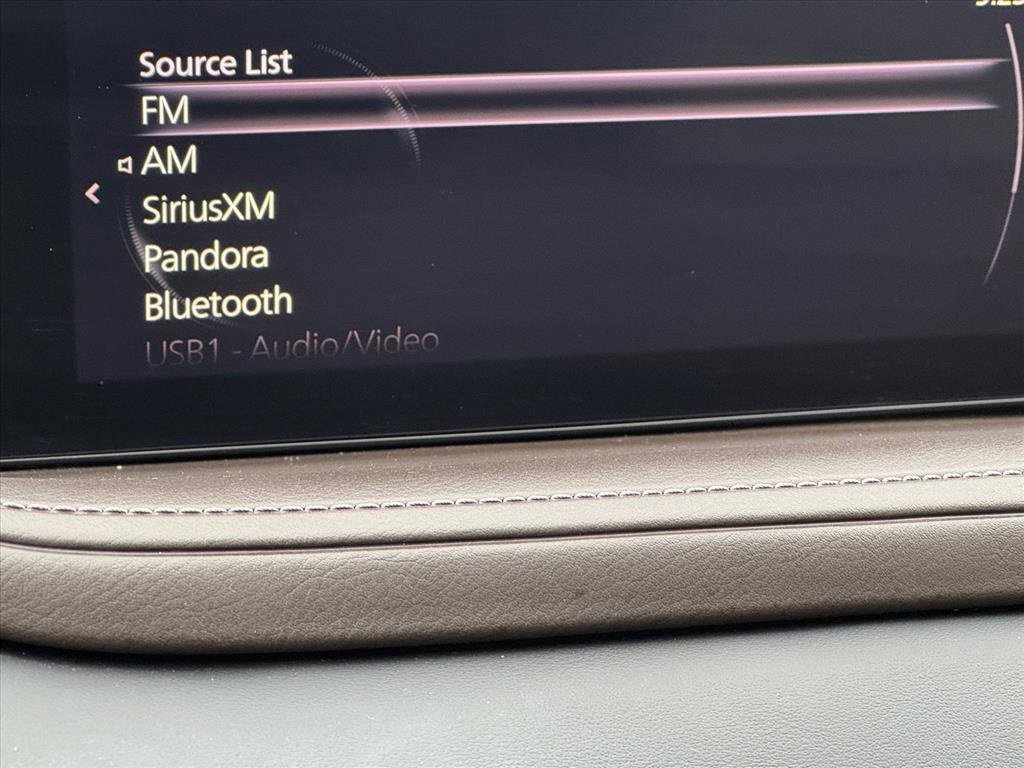 Source List
FM
AM
SiriusXM
Pandora
Bluetooth
USB1 - Audio/Video